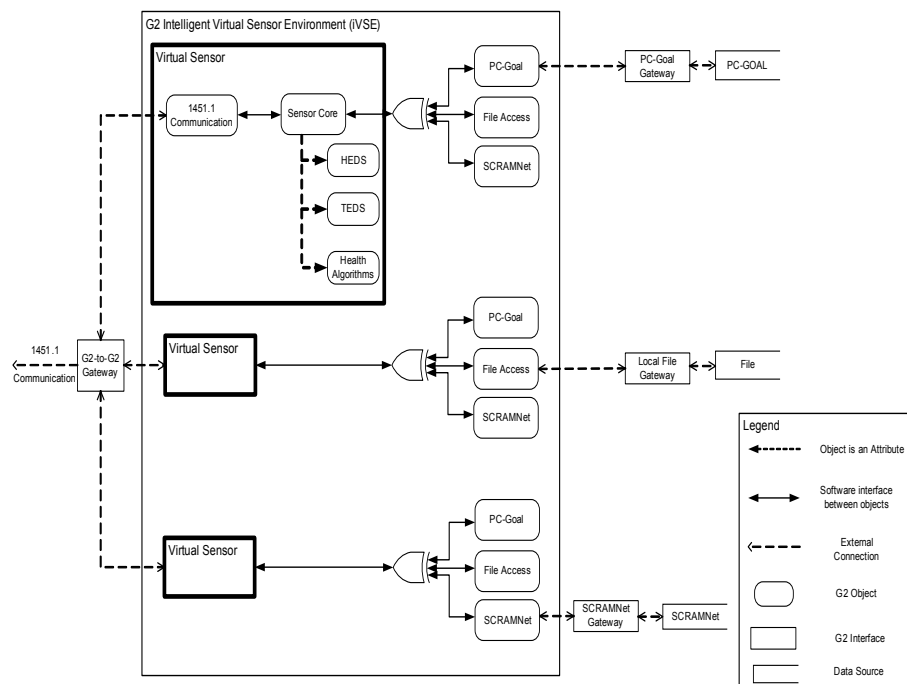 G2 Intelligent Virtual Sensor Environment (iVSE)
Virtual Sensor
1451.1
Communication
Sensor Core
HEDS
TEDS
Health
Algorithms
PC-Goal
File Access
SCRAMNet
PC-Goal
Gateway
PC-GOAL
1451.1
Communication
G2-to-G2
Gateway
Virtual Sensor
PC-Goal
File Access
SCRAMNet
Local File
Gateway
File
Virtual Sensor
PC-Goal
File Access
SCRAMNet
SCRAMNet
Gateway
SCRAMNet
Legend
Object is an Attribute
Software interface
between objects
External
Connection
G2 Object
G2 Interface
Data Source